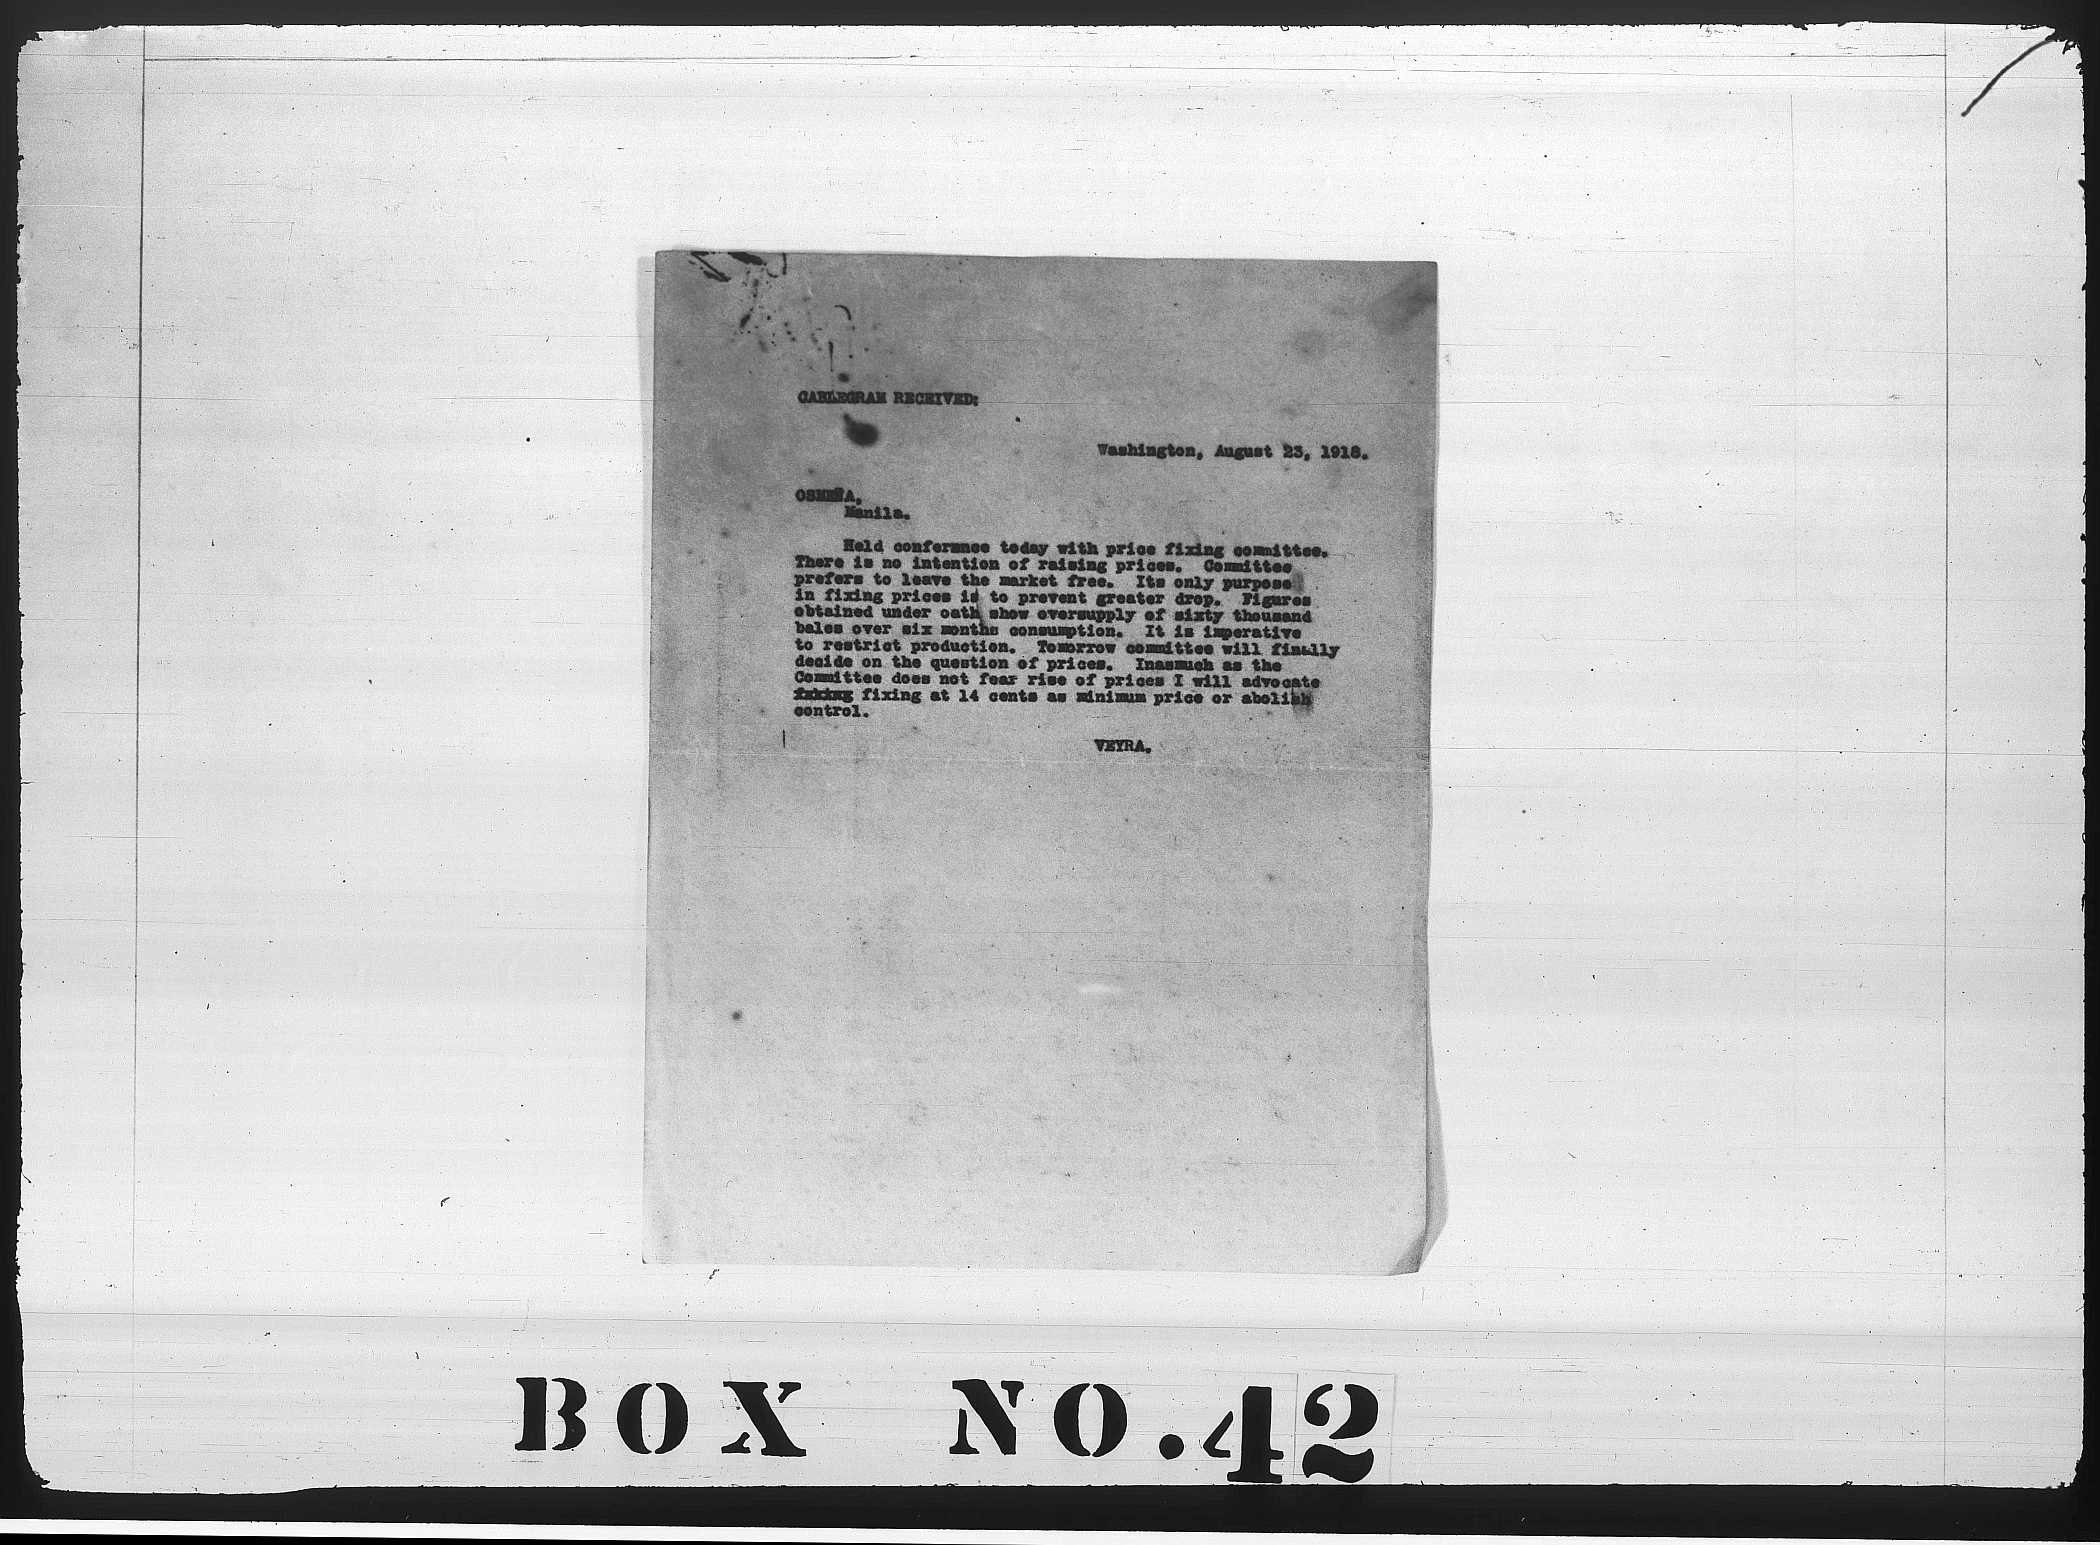 CABLEGRAM RECEIVED:
Washington, August 23, 1918.
OSMEÑA,
Manila.
Held conference today with price fixing committee.
There is no intention of raising prices. Committee
prefers to leave the market free. Its only purpose
in fixing prices is to prevent greater drop. Figures
obtained under oath show oversupply of sixty thousand
bales over six months consumption. It is imperative
to restrict production. Tomorrow committee will finally
decide on the question of prices. Inasmuch as the
Committee does not fear rise of prices I will advocate
fixing at 14 cents as minimum price or abolish
control.
VEYRA.
BOX NO.42